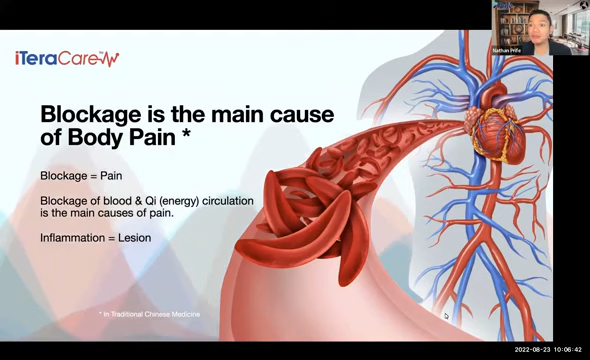 iTeraCare
Blockage is the main cause
of Body Pain *
Blockage = Pain
Blockage of blood & Qi (energy) circulation
is the main causes of pain.
Inflammation = Lesion
* In Traditional Chinese Medicine
Nathan Prife
2022-08-23 10:06:42